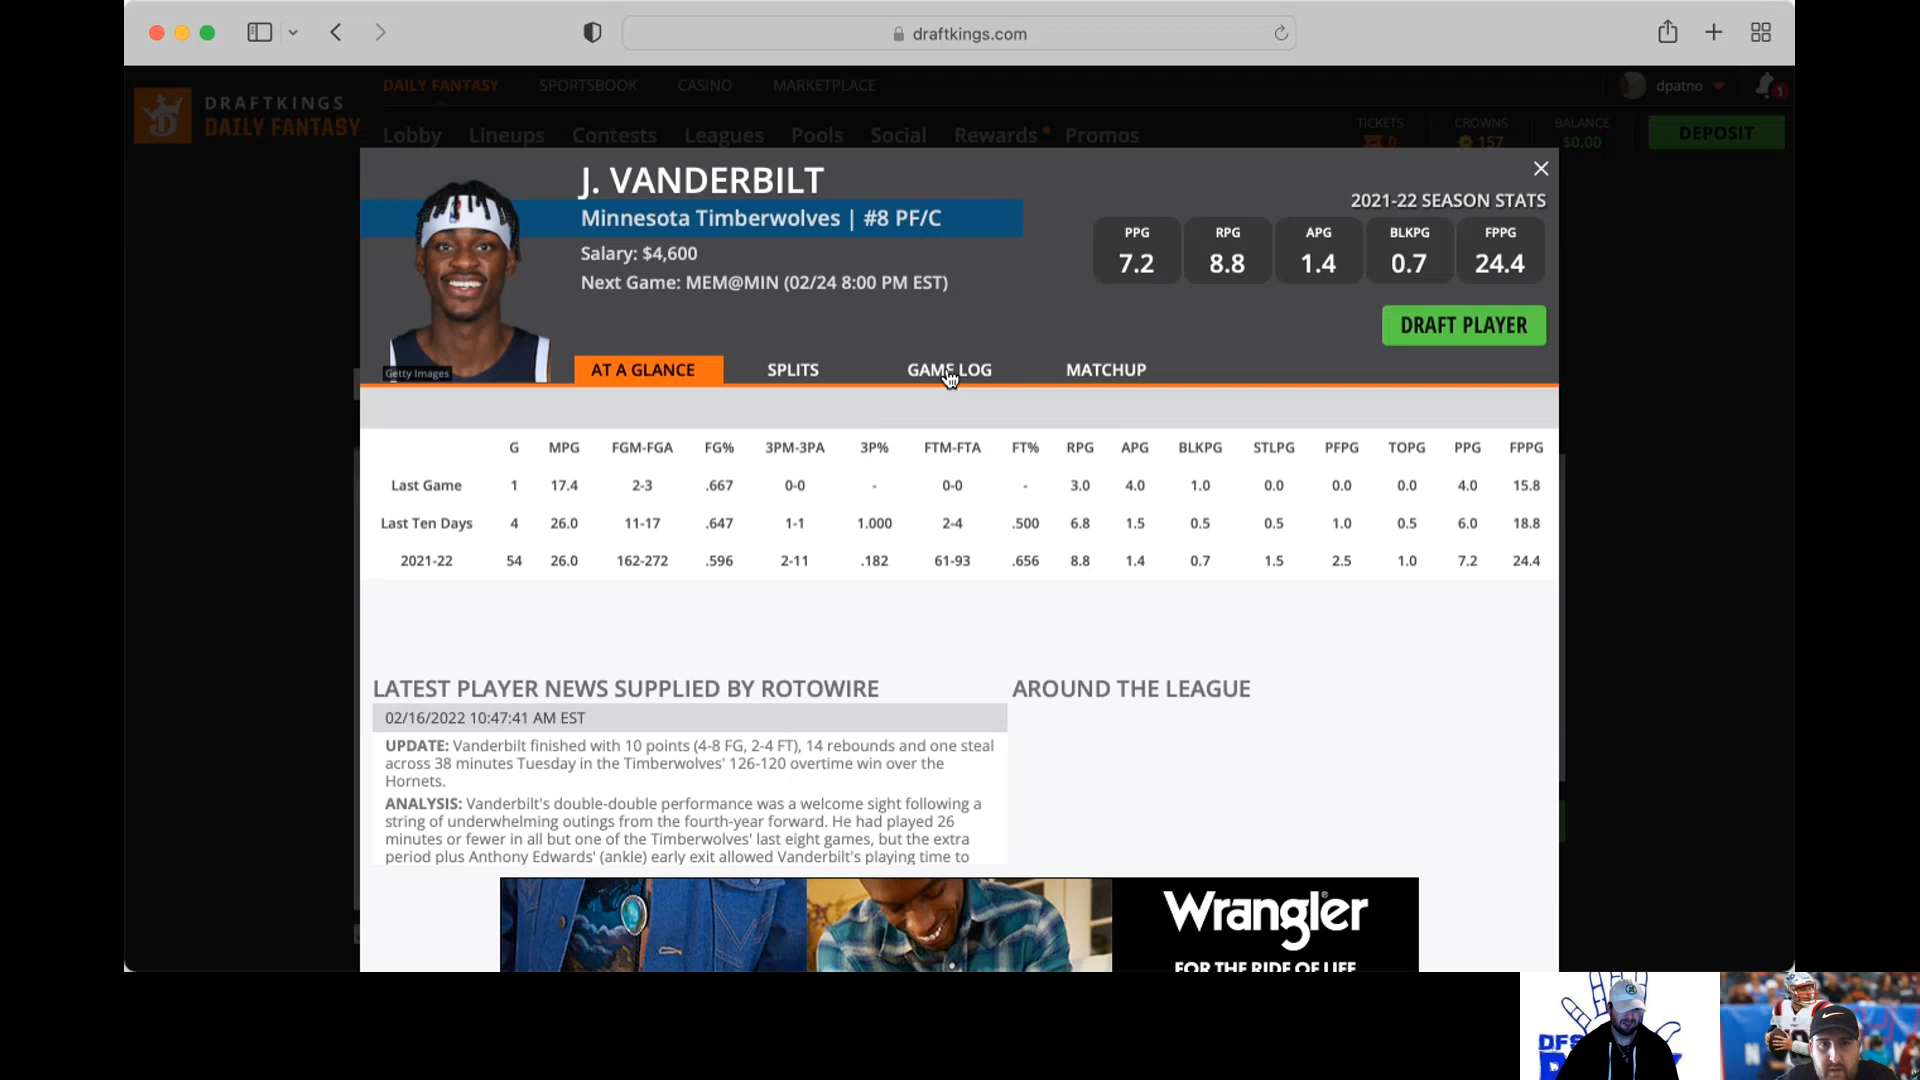 draftkings.com
DRAFTKINGS
DAILY FANTASY
DAILY FANTASY SPORTSBOOK CASINO MARKETPLACE
dpatno
1
Lobby Lineups Contests Leagues Pools Social Rewards Promos
TICKETS CROWNS BALANCE
0 157 $0.00
DEPOSIT
J. VANDERBILT
Minnesota Timberwolves | #8 PF/C
Salary: $4,600
Next Game: MEM@MIN (02/24 8:00 PM EST)
2021-22 SEASON STATS
PPG RPG APG BLKPG FPPG
7.2 8.8 1.4 0.7 24.4
DRAFT PLAYER
Getty Images
AT A GLANCE SPLITS GAME LOG MATCHUP
G MPG FGM-FGA FG% 3PM-3PA 3P% FTM-FTA FT% RPG APG BLKPG STLPG PFPG TOPG PPG FPPG
Last Game 1 17.4 2-3 .667 0-0 - 0-0 - 3.0 4.0 1.0 0.0 0.0 0.0 4.0 15.8
Last Ten Days 4 26.0 11-17 .647 1-1 1.000 2-4 .500 6.8 1.5 0.5 0.5 1.0 0.5 6.0 18.8
2021-22 54 26.0 162-272 .596 2-11 .182 61-93 .656 8.8 1.4 0.7 1.5 2.5 1.0 7.2 24.4
LATEST PLAYER NEWS SUPPLIED BY ROTOWIRE
02/16/2022 10:47:41 AM EST
UPDATE: Vanderbilt finished with 10 points (4-8 FG, 2-4 FT), 14 rebounds and one steal
across 38 minutes Tuesday in the Timberwolves' 126-120 overtime win over the
Hornets.
ANALYSIS: Vanderbilt's double-double performance was a welcome sight following a
string of underwhelming outings from the fourth-year forward. He had played 26
minutes or fewer in all but one of the Timberwolves' last eight games, but the extra
period plus Anthony Edwards' (ankle) early exit allowed Vanderbilt's playing time to
AROUND THE LEAGUE
Wrangler
FOR THE RIDE OF LIFE
DFS